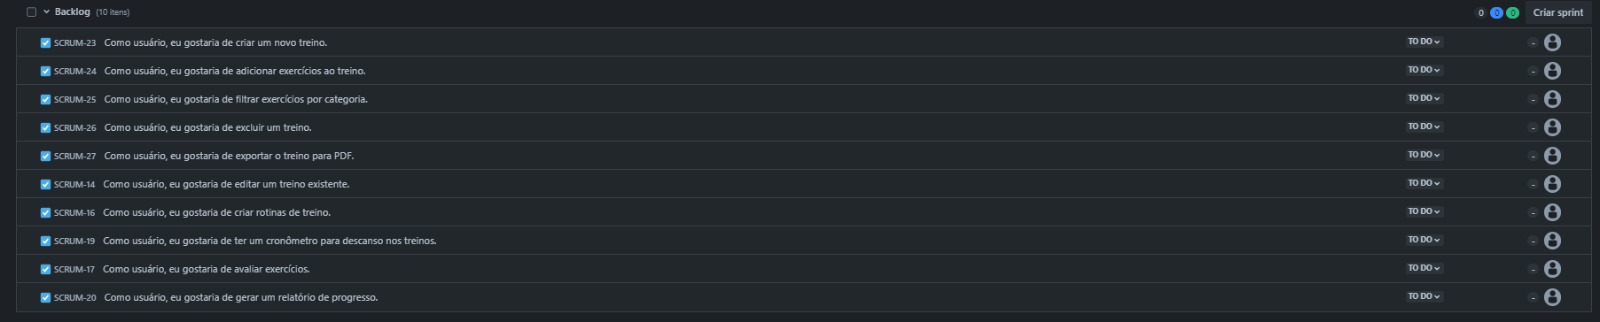 Backlog (10 itens) 0 0 0 Criar sprint
SCRUM-23 Como usuário, eu gostaria de criar um novo treino. TO DO -
SCRUM-24 Como usuário, eu gostaria de adicionar exercícios ao treino. TO DO -
SCRUM-25 Como usuário, eu gostaria de filtrar exercícios por categoria. TO DO -
SCRUM-26 Como usuário, eu gostaria de excluir um treino. TO DO -
SCRUM-27 Como usuário, eu gostaria de exportar o treino para PDF. TO DO -
SCRUM-14 Como usuário, eu gostaria de editar um treino existente. TO DO -
SCRUM-16 Como usuário, eu gostaria de criar rotinas de treino. TO DO -
SCRUM-19 Como usuário, eu gostaria de ter um cronômetro para descanso nos treinos. TO DO -
SCRUM-17 Como usuário, eu gostaria de avaliar exercícios. TO DO -
SCRUM-20 Como usuário, eu gostaria de gerar um relatório de progresso. TO DO -